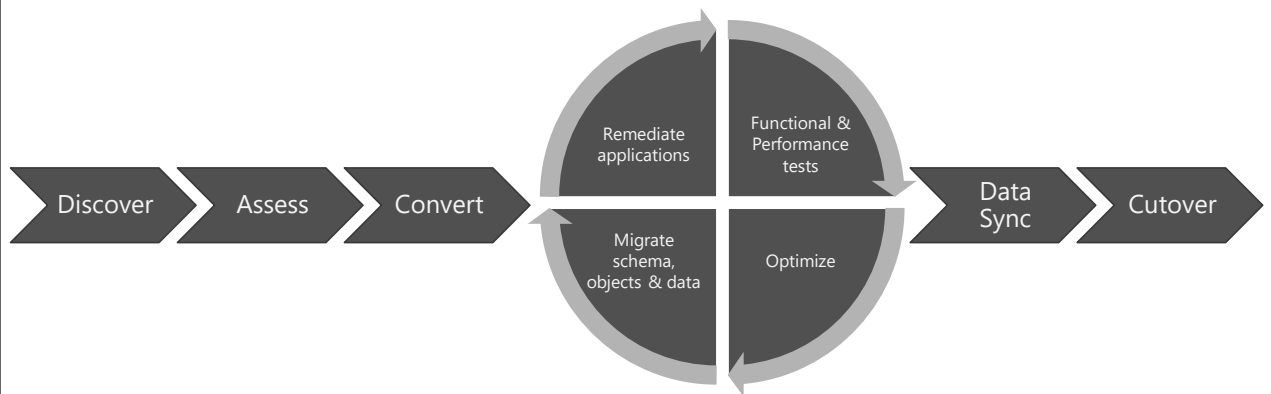 Discover
Assess
Convert
Remediate
applications
Functional &
Performance
tests
Migrate
schema,
objects & data
Optimize
Data
Sync
Cutover